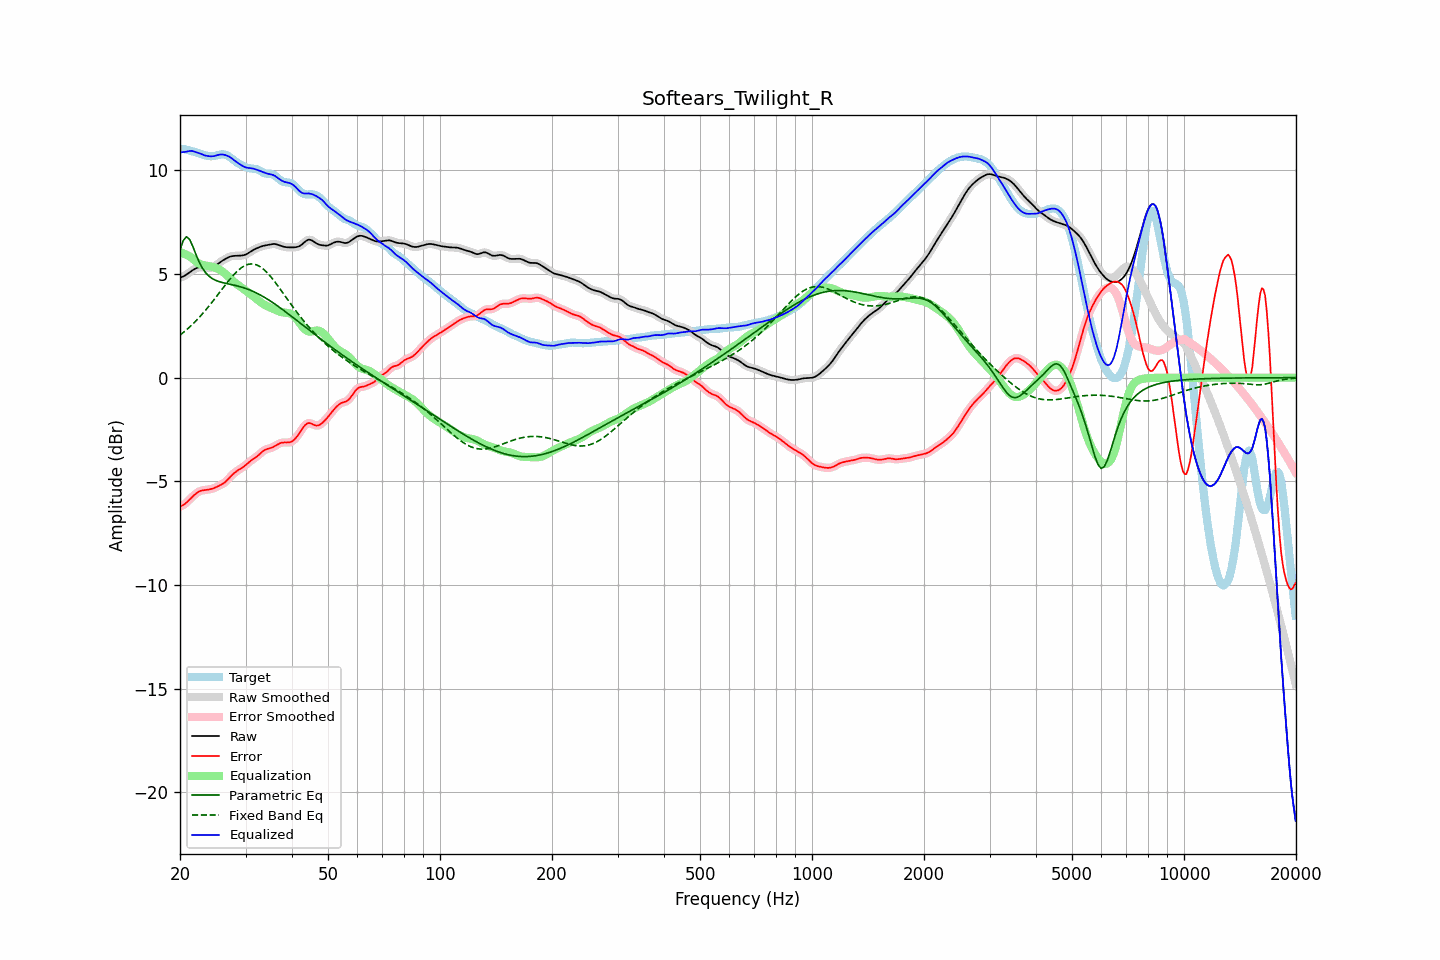 Softears_Twilight_R
Amplitude (dBr)
10
5
0
−5
−10
−15
−20
Target
Raw Smoothed
Error Smoothed
Raw
Error
Equalization
Parametric Eq
Fixed Band Eq
Equalized
20 50 100 200 500 1000 2000 5000 10000 20000
Frequency (Hz)